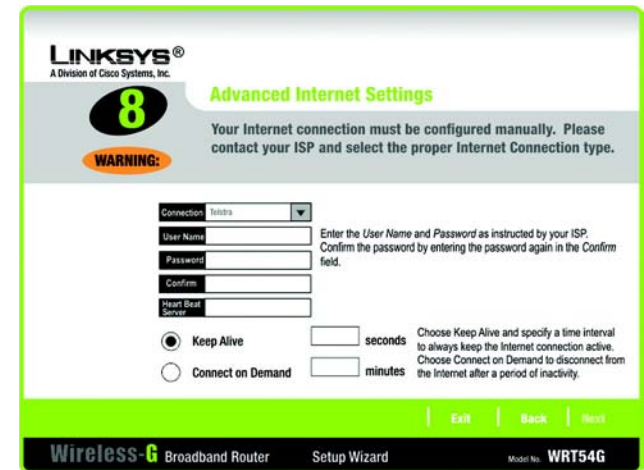 LINKSYS®
A Division of Cisco Systems, Inc.
8
WARNING:
Advanced Internet Settings
Your Internet connection must be configured manually. Please
contact your ISP and select the proper Internet Connection type.
Connection Telstra
User Name
Password
Confirm
Heart Beat
Server
Enter the User Name and Password as instructed by your ISP.
Confirm the password by entering the password again in the Confirm
field.
Keep Alive seconds
Connect on Demand minutes
Choose Keep Alive and specify a time interval
to always keep the Internet connection active.
Choose Connect on Demand to disconnect from
the Internet after a period of inactivity.
Exit Back Next
Wireless-G Broadband Router Setup Wizard Model No. WRT54G